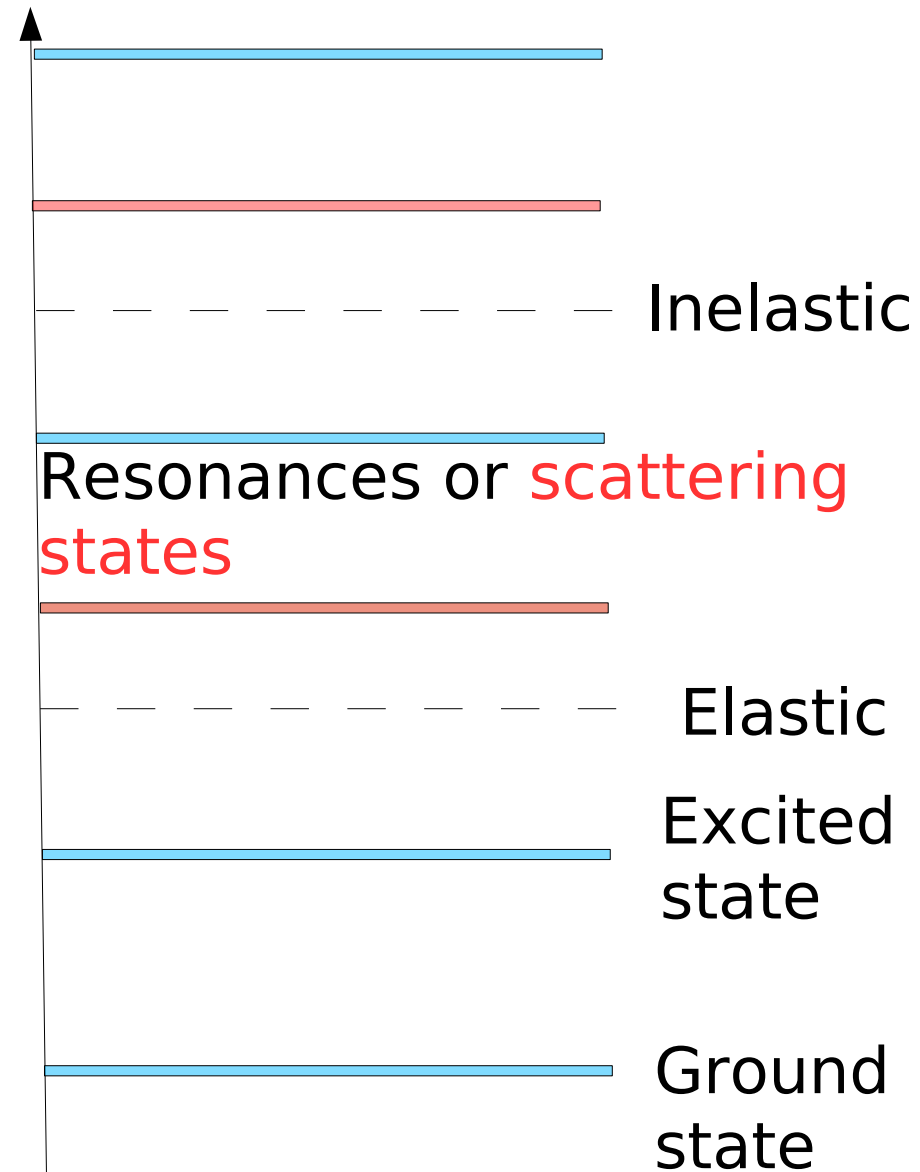 Inelastic
Resonances or scattering
states
Elastic
Excited
state
Ground
state